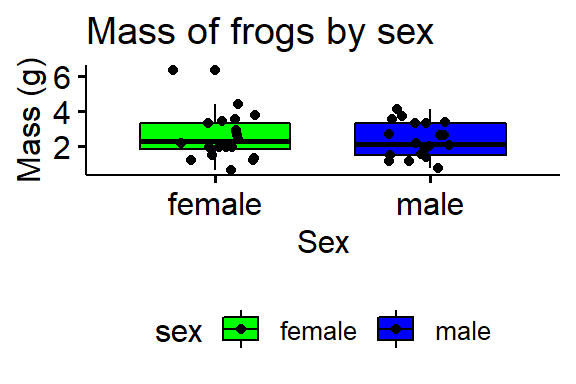 Mass of frogs by sex
Mass (g)
6
4
2
female male
Sex
sex female male